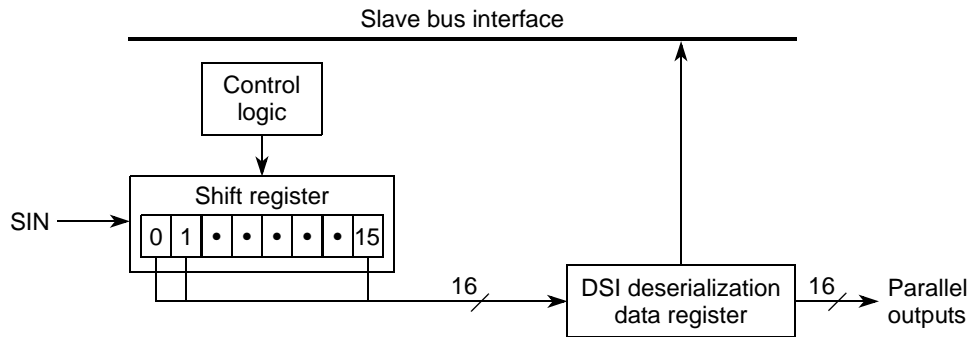 Slave bus interface
Control
logic
Shift register
SIN
0 1 • • • • • 15
16
DSI deserialization
data register
16
Parallel
outputs